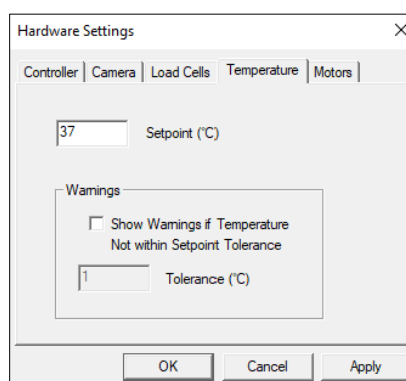 Hardware Settings
Controller Camera Load Cells Temperature Motors
37 Setpoint (°C)
Warnings
Show Warnings if Temperature
Not within Setpoint Tolerance
1 Tolerance (°C)
OK Cancel Apply